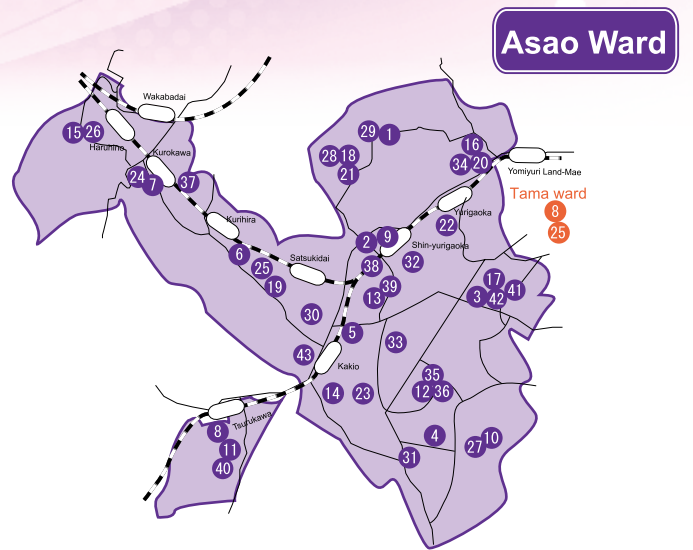 Asao Ward
Wakabadai
15 26
Haruhino
Kurokawa
24 7
37
29 1
28 18
21
16
34 20
Yomiyuri Land-Mae
Tama ward
8
25
Yurigaoka
22
Kurihira
6
25
19
Satsukidai
2 9
Shin-yurigaoka
38
32
39
13
17
3 42 41
30
5
33
43
Kakio
14 23
35
12 36
Tsurukawa
8
11
40
4
31
27 10